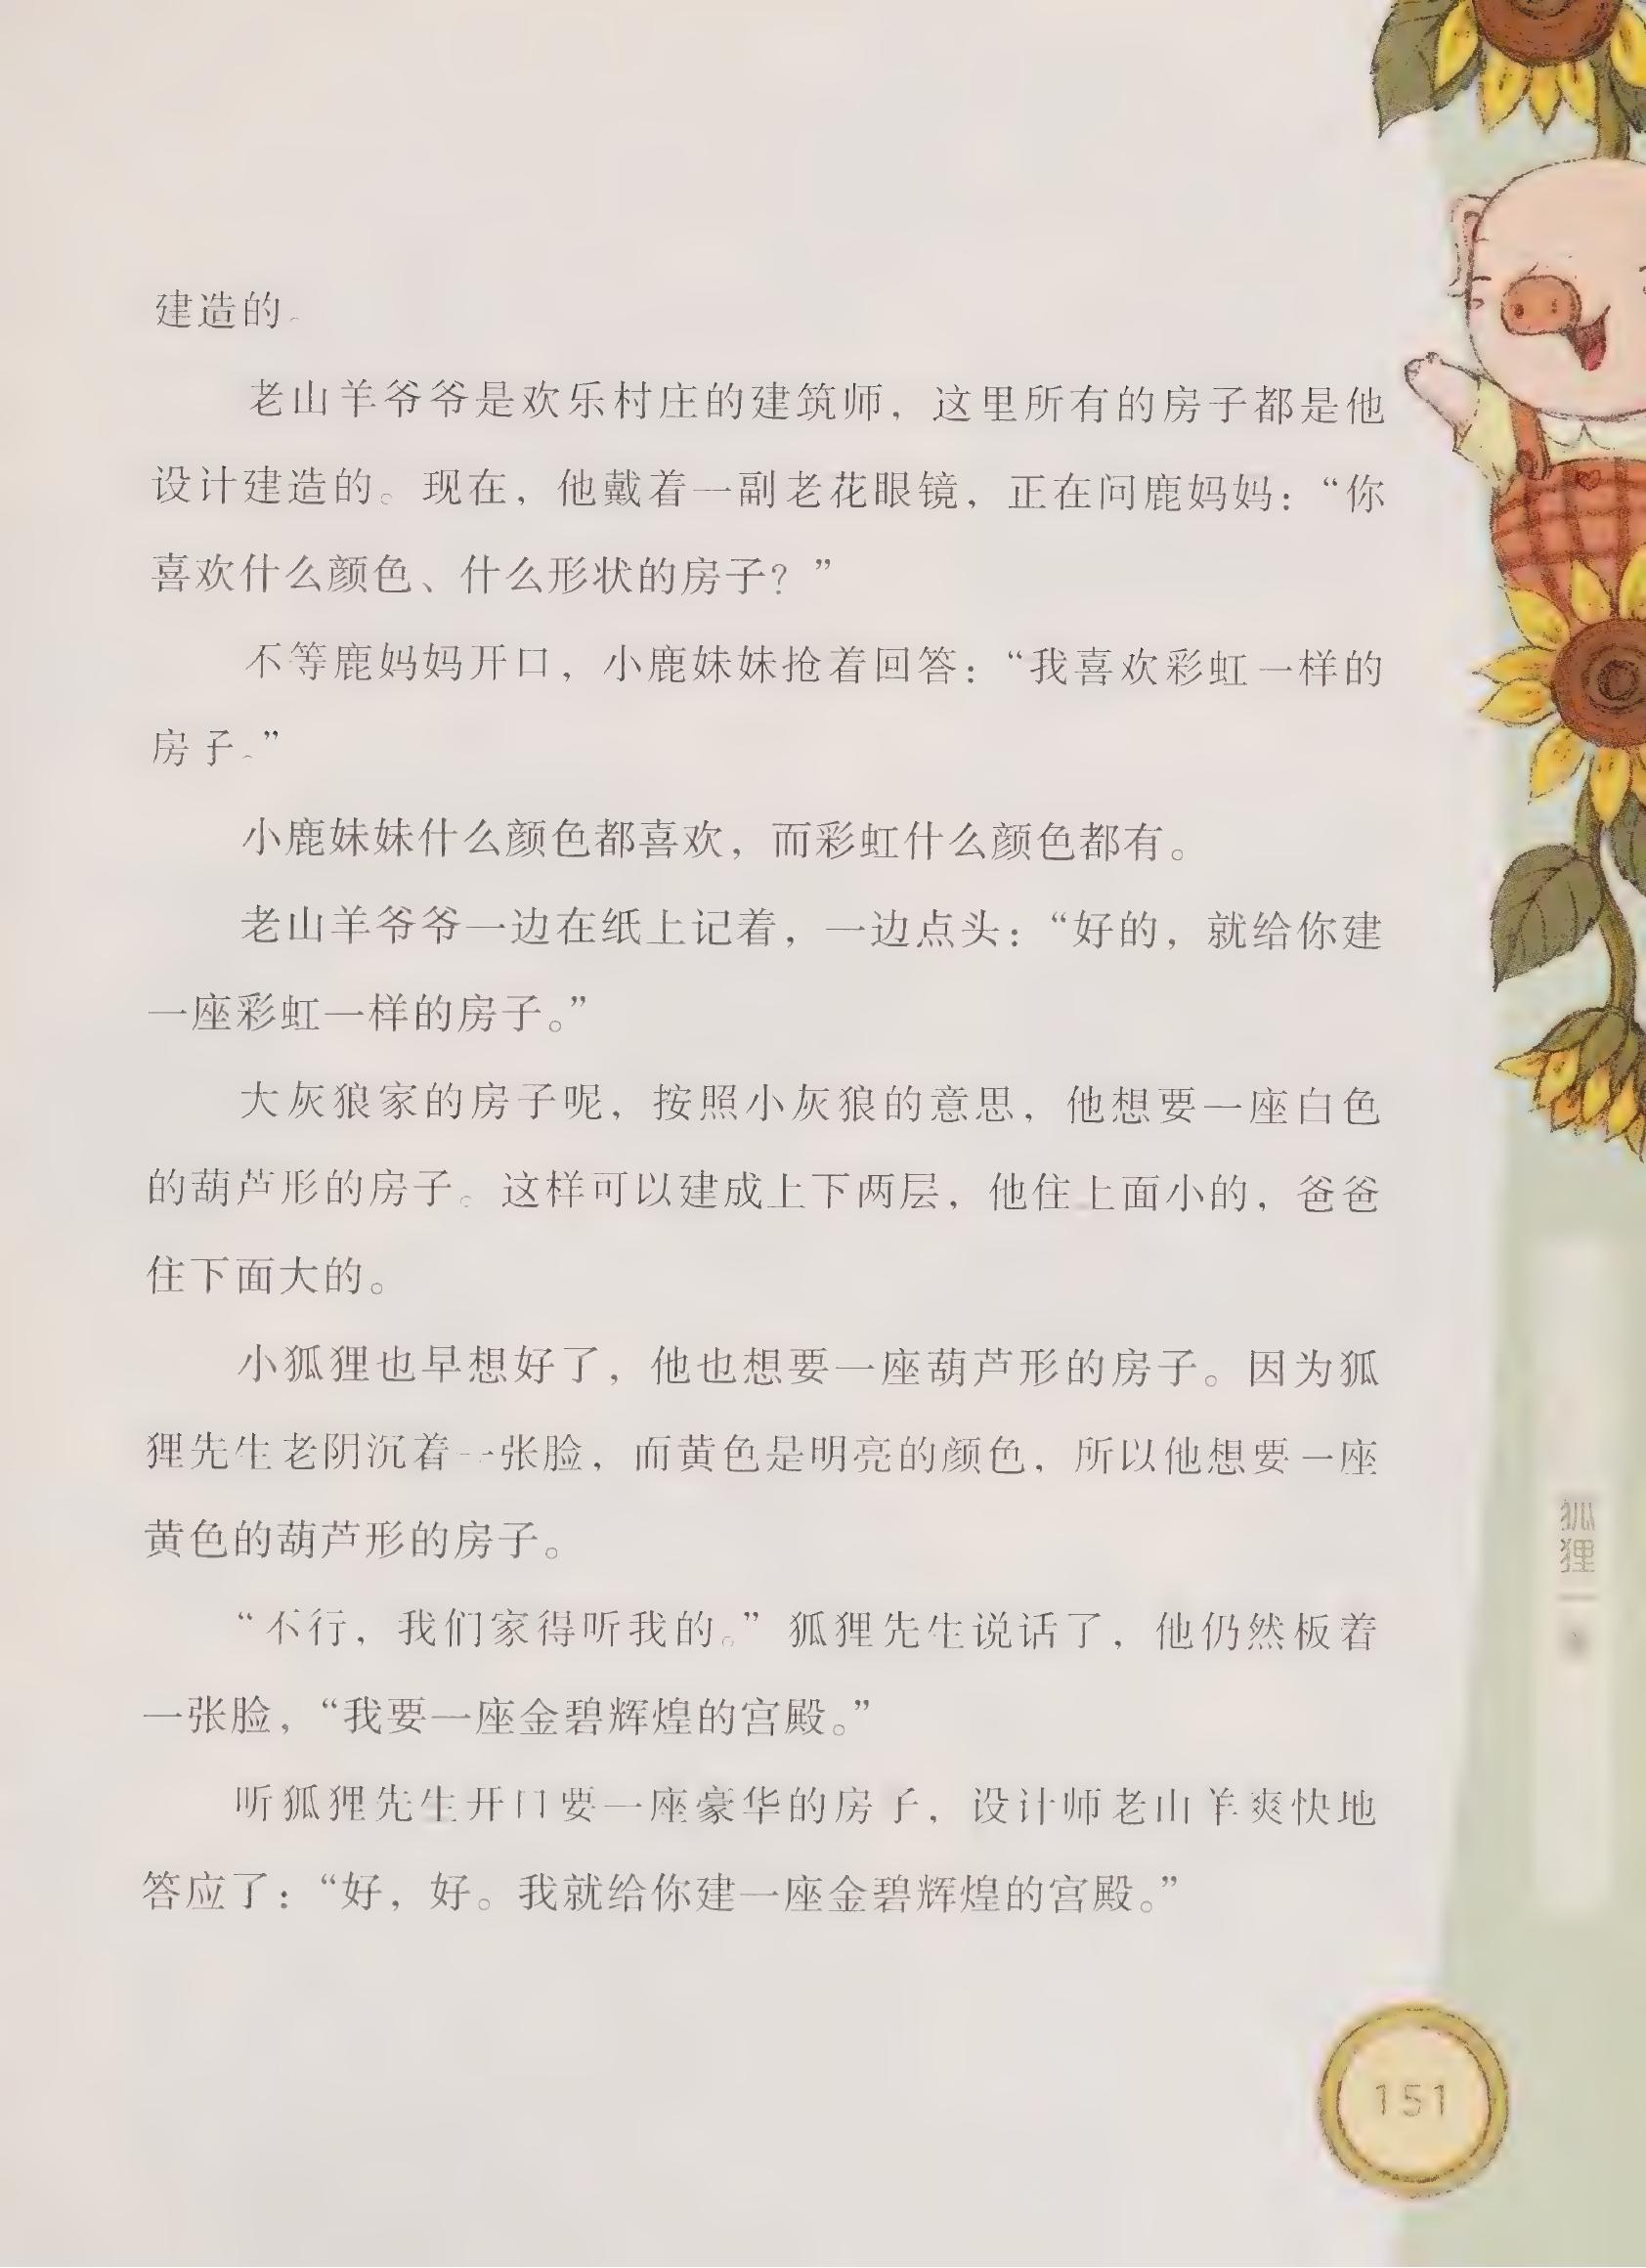 建造的。
老山羊爷爷是欢乐村庄的建筑师，这里所有的房子都是他
设计建造的。现在，他戴着一副老花眼镜，正在问鹿妈妈：“你
喜欢什么颜色、什么形状的房子？”
不等鹿妈妈开口，小鹿妹妹抢着回答：“我喜欢彩虹一样的
房子。”
小鹿妹妹什么颜色都喜欢，而彩虹什么颜色都有。
老山羊爷爷一边在纸上记着，一边点头：“好的，就给你建
一座彩虹一样的房子。”
大灰狼家的房子呢，按照小灰狼的意思，他想要一座白色
的葫芦形的房子。这样可以建成上下两层，他住上面小的，爸爸
住下面大的。
小狐狸也早想好了，他也想要一座葫芦形的房子。因为狐
狸先生老阴沉着一张脸，而黄色是明亮的颜色，所以他想要一座
黄色的葫芦形的房子。
“不行，我们家得听我的。”狐狸先生说话了，他仍然板着
一张脸，“我要一座金碧辉煌的宫殿。”
听狐狸先生开口要一座豪华的房子，设计师老山羊爽快地
答应了：“好，好。我就给你建一座金碧辉煌的宫殿。”
狐狸
151